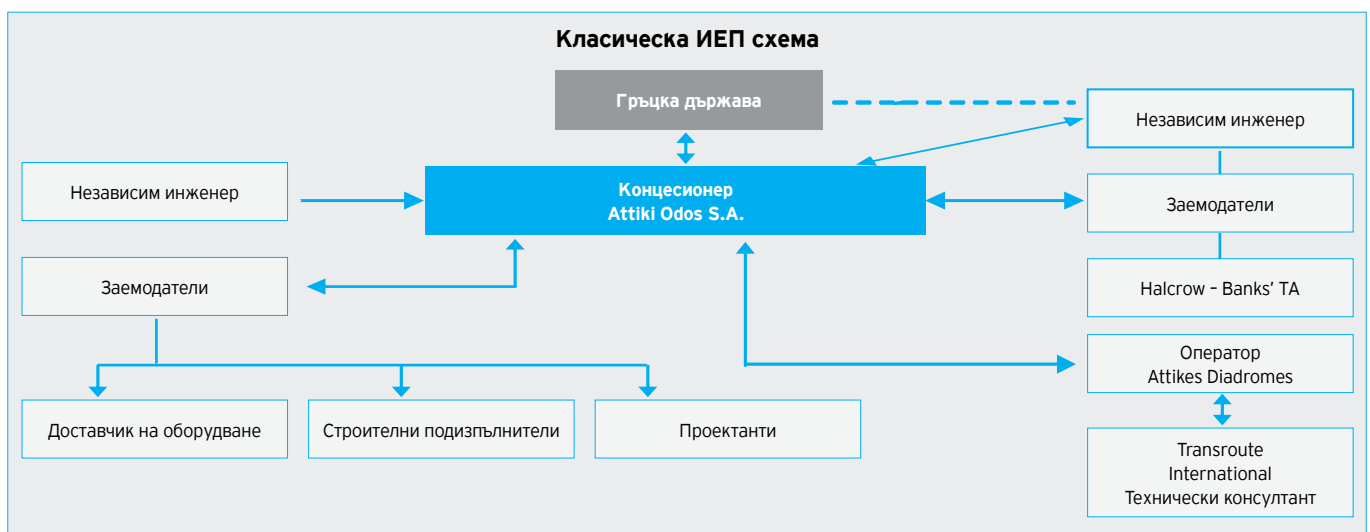 Класическа ИЕП схема
Гръцка държава
Независим инженер
Независим инженер
Концесионер
Attiki Odos S.A.
Заемодатели
Заемодатели
Halcrow – Banks’ TA
Оператор
Attikes Diadromes
Доставчик на оборудване
Строителни подизпълнители
Проектанти
Transroute
International
Технически консултант